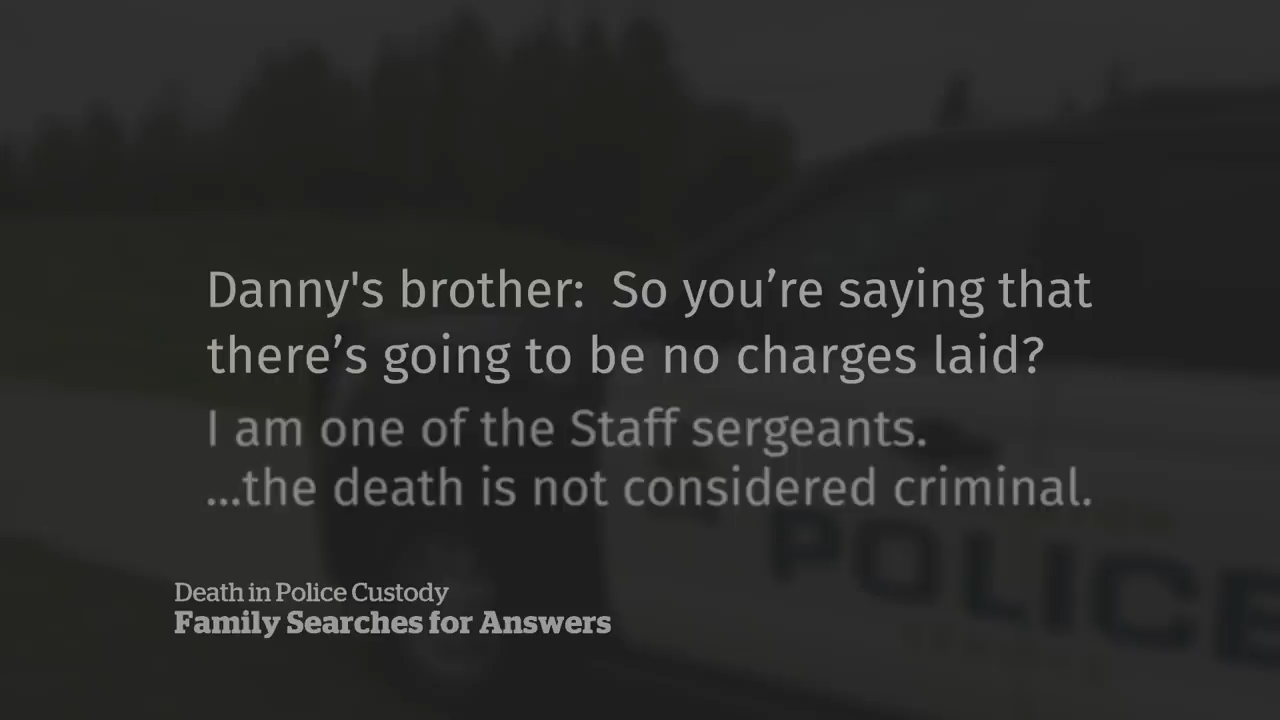 Danny's brother:  So you’re saying that
there’s going to be no charges laid?
I am one of the Staff sergeants.
...the death is not considered criminal.
POLICE
Death in Police Custody
Family Searches for Answers